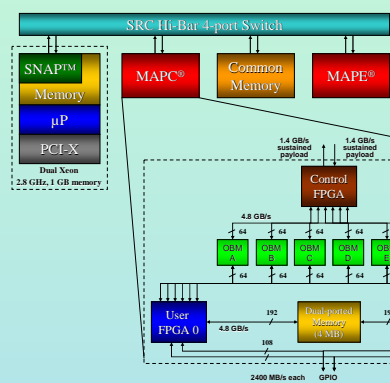 SRC Hi-Bar 4-port Switch
SNAP™
Memory
µP
PCI-X
MAPC®
Common
Memory
MAPE®
Dual Xeon
2.8 GHz, 1 GB memory
1.4 GB/s
sustained
payload
1.4 GB/s
sustained
payload
Control
FPGA
4.8 GB/s
64
64
64
64
64
OBM
A
OBM
B
OBM
C
OBM
D
OBM
E
64
64
64
64
64
User
FPGA 0
4.8 GB/s
192
Dual-ported
Memory
(4 MB)
19
108
2400 MB/s each
GPIO